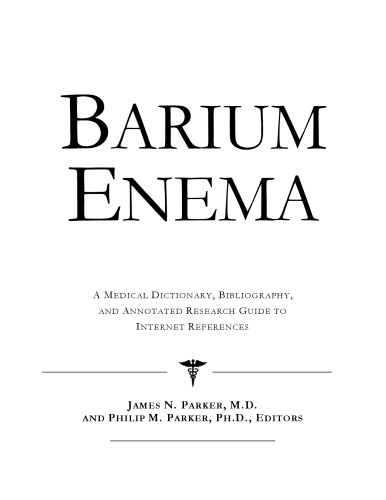 BARIUM
ENEMA
A MEDICAL DICTIONARY, BIBLIOGRAPHY,
AND ANNOTATED RESEARCH GUIDE TO
INTERNET REFERENCES
JAMES N. PARKER, M.D.
AND PHILIP M. PARKER, PH.D., EDITORS